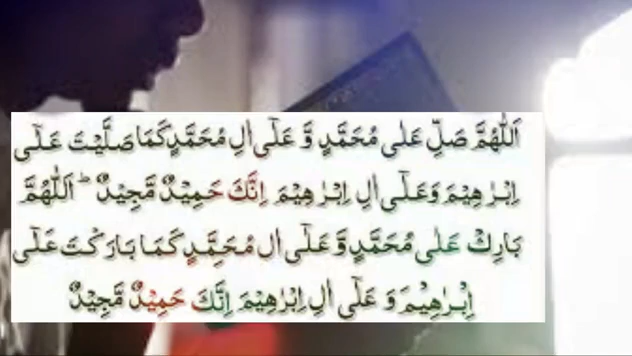 اَللّٰهُمَّ صَلِّ عَلٰى مُحَمَّدٍ وَّ عَلٰٓى اٰلِ مُحَمَّدٍ كَمَا صَلَّيْتَ عَلٰٓى
اِبْرٰهِيْمَ وَعَلٰٓى اٰلِ اِبْرٰهِيْمَ اِنَّكَ حَمِيْدٌ مَّجِيْدٌ ؕ اَللّٰهُمَّ
بَارِكْ عَلٰى مُحَمَّدٍ وَّ عَلٰٓى اٰلِ مُحَمَّدٍ كَمَا بَارَكْتَ عَلٰٓى
اِبْرٰهِيْمَ وَ عَلٰٓى اٰلِ اِبْرٰهِيْمَ اِنَّكَ حَمِيْدٌ مَّجِيْدٌ